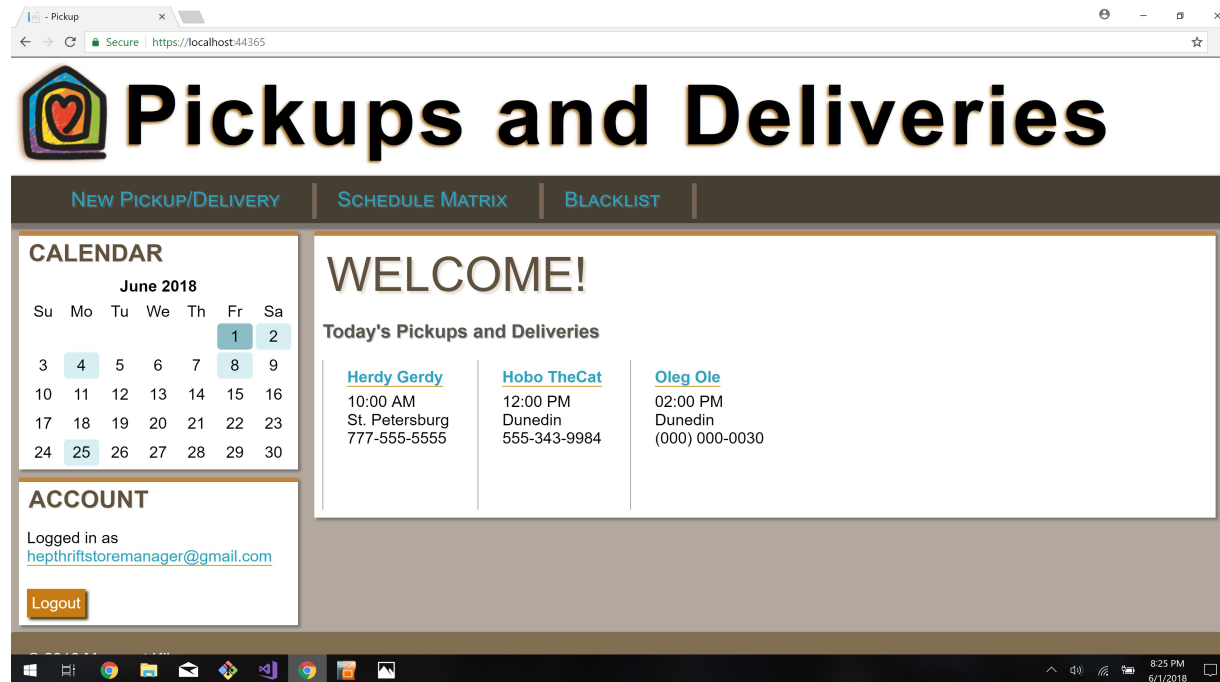 - Pickup
Secure https://localhost:44365
Pickups and Deliveries
NEW PICKUP/DELIVERY SCHEDULE MATRIX BLACKLIST
CALENDAR
June 2018
Su Mo Tu We Th Fr Sa
1 2
3 4 5 6 7 8 9
10 11 12 13 14 15 16
17 18 19 20 21 22 23
24 25 26 27 28 29 30
ACCOUNT
Logged in as
hepthriftstoremanager@gmail.com
Logout
WELCOME!
Today's Pickups and Deliveries
Herdy Gerdy
10:00 AM
St. Petersburg
777-555-5555
Hobo TheCat
12:00 PM
Dunedin
555-343-9984
Oleg Ole
02:00 PM
Dunedin
(000) 000-0030
8:25 PM
6/1/2018